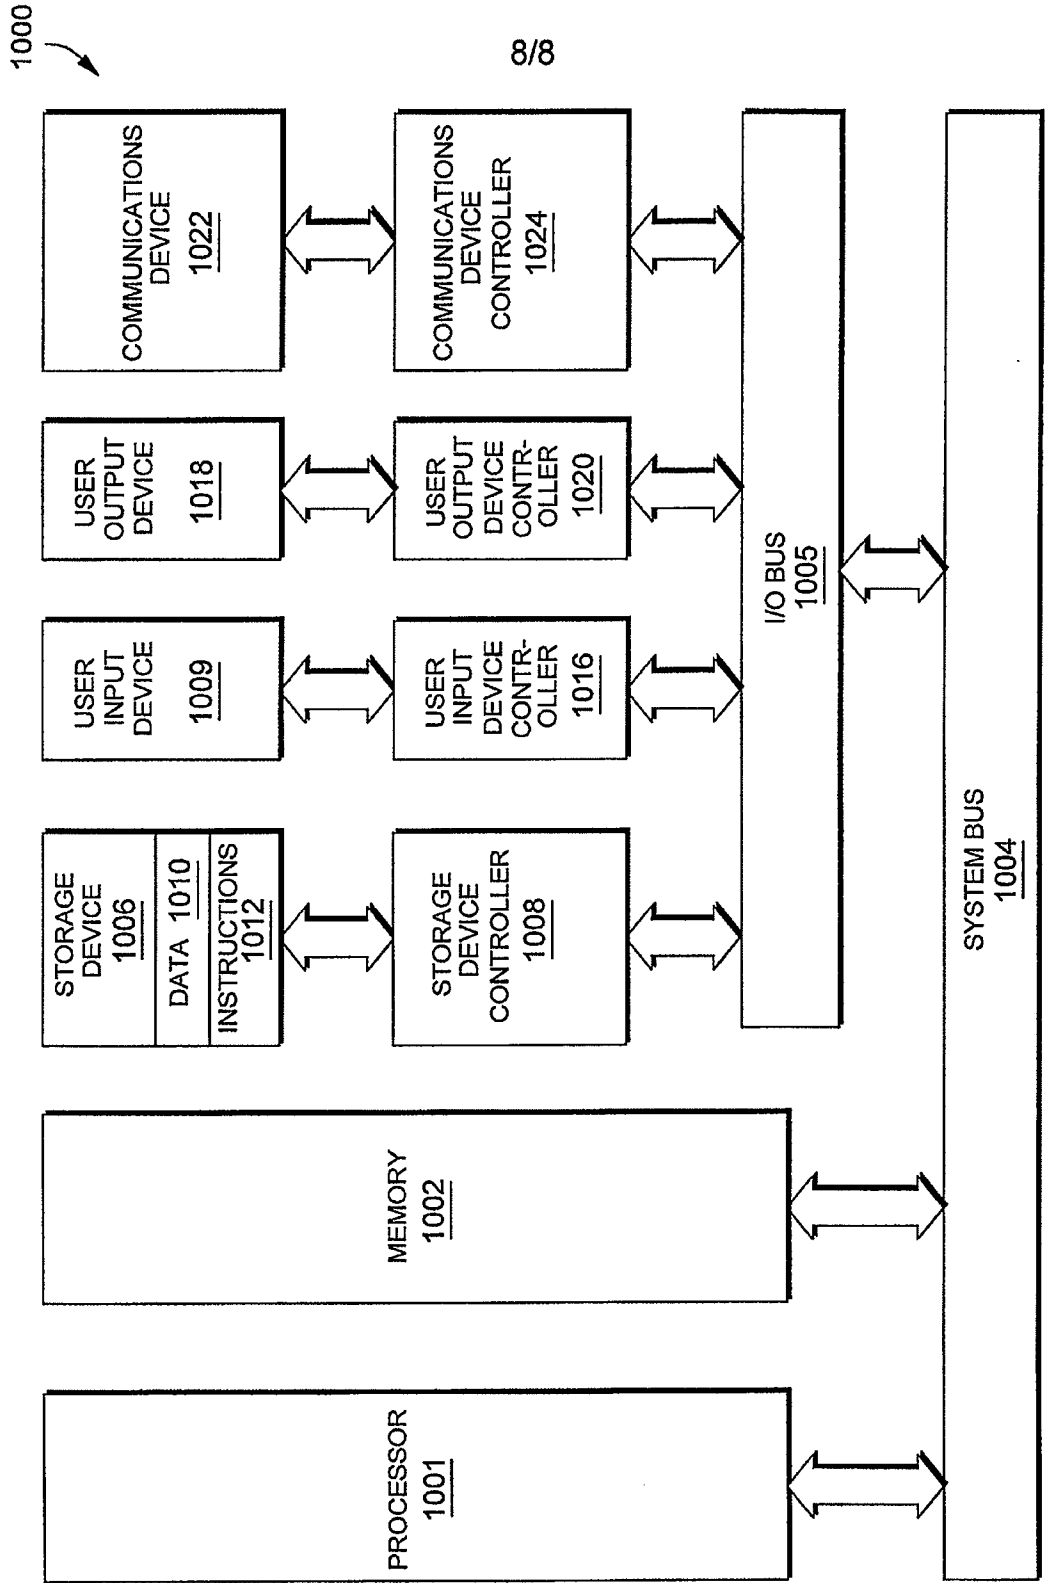 8/8
1000
PROCESSOR
1001
MEMORY
1002
STORAGE
DEVICE
1006
DATA 1010
INSTRUCTIONS
1012
STORAGE
DEVICE
CONTROLLER
1008
USER
INPUT
DEVICE
1009
USER
INPUT
DEVICE
CONTR-
OLLER
1016
USER
OUTPUT
DEVICE
1018
USER
OUTPUT
DEVICE
CONTR-
OLLER
1020
COMMUNICATIONS
DEVICE
1022
COMMUNICATIONS
DEVICE
CONTROLLER
1024
I/O BUS
1005
SYSTEM BUS
1004